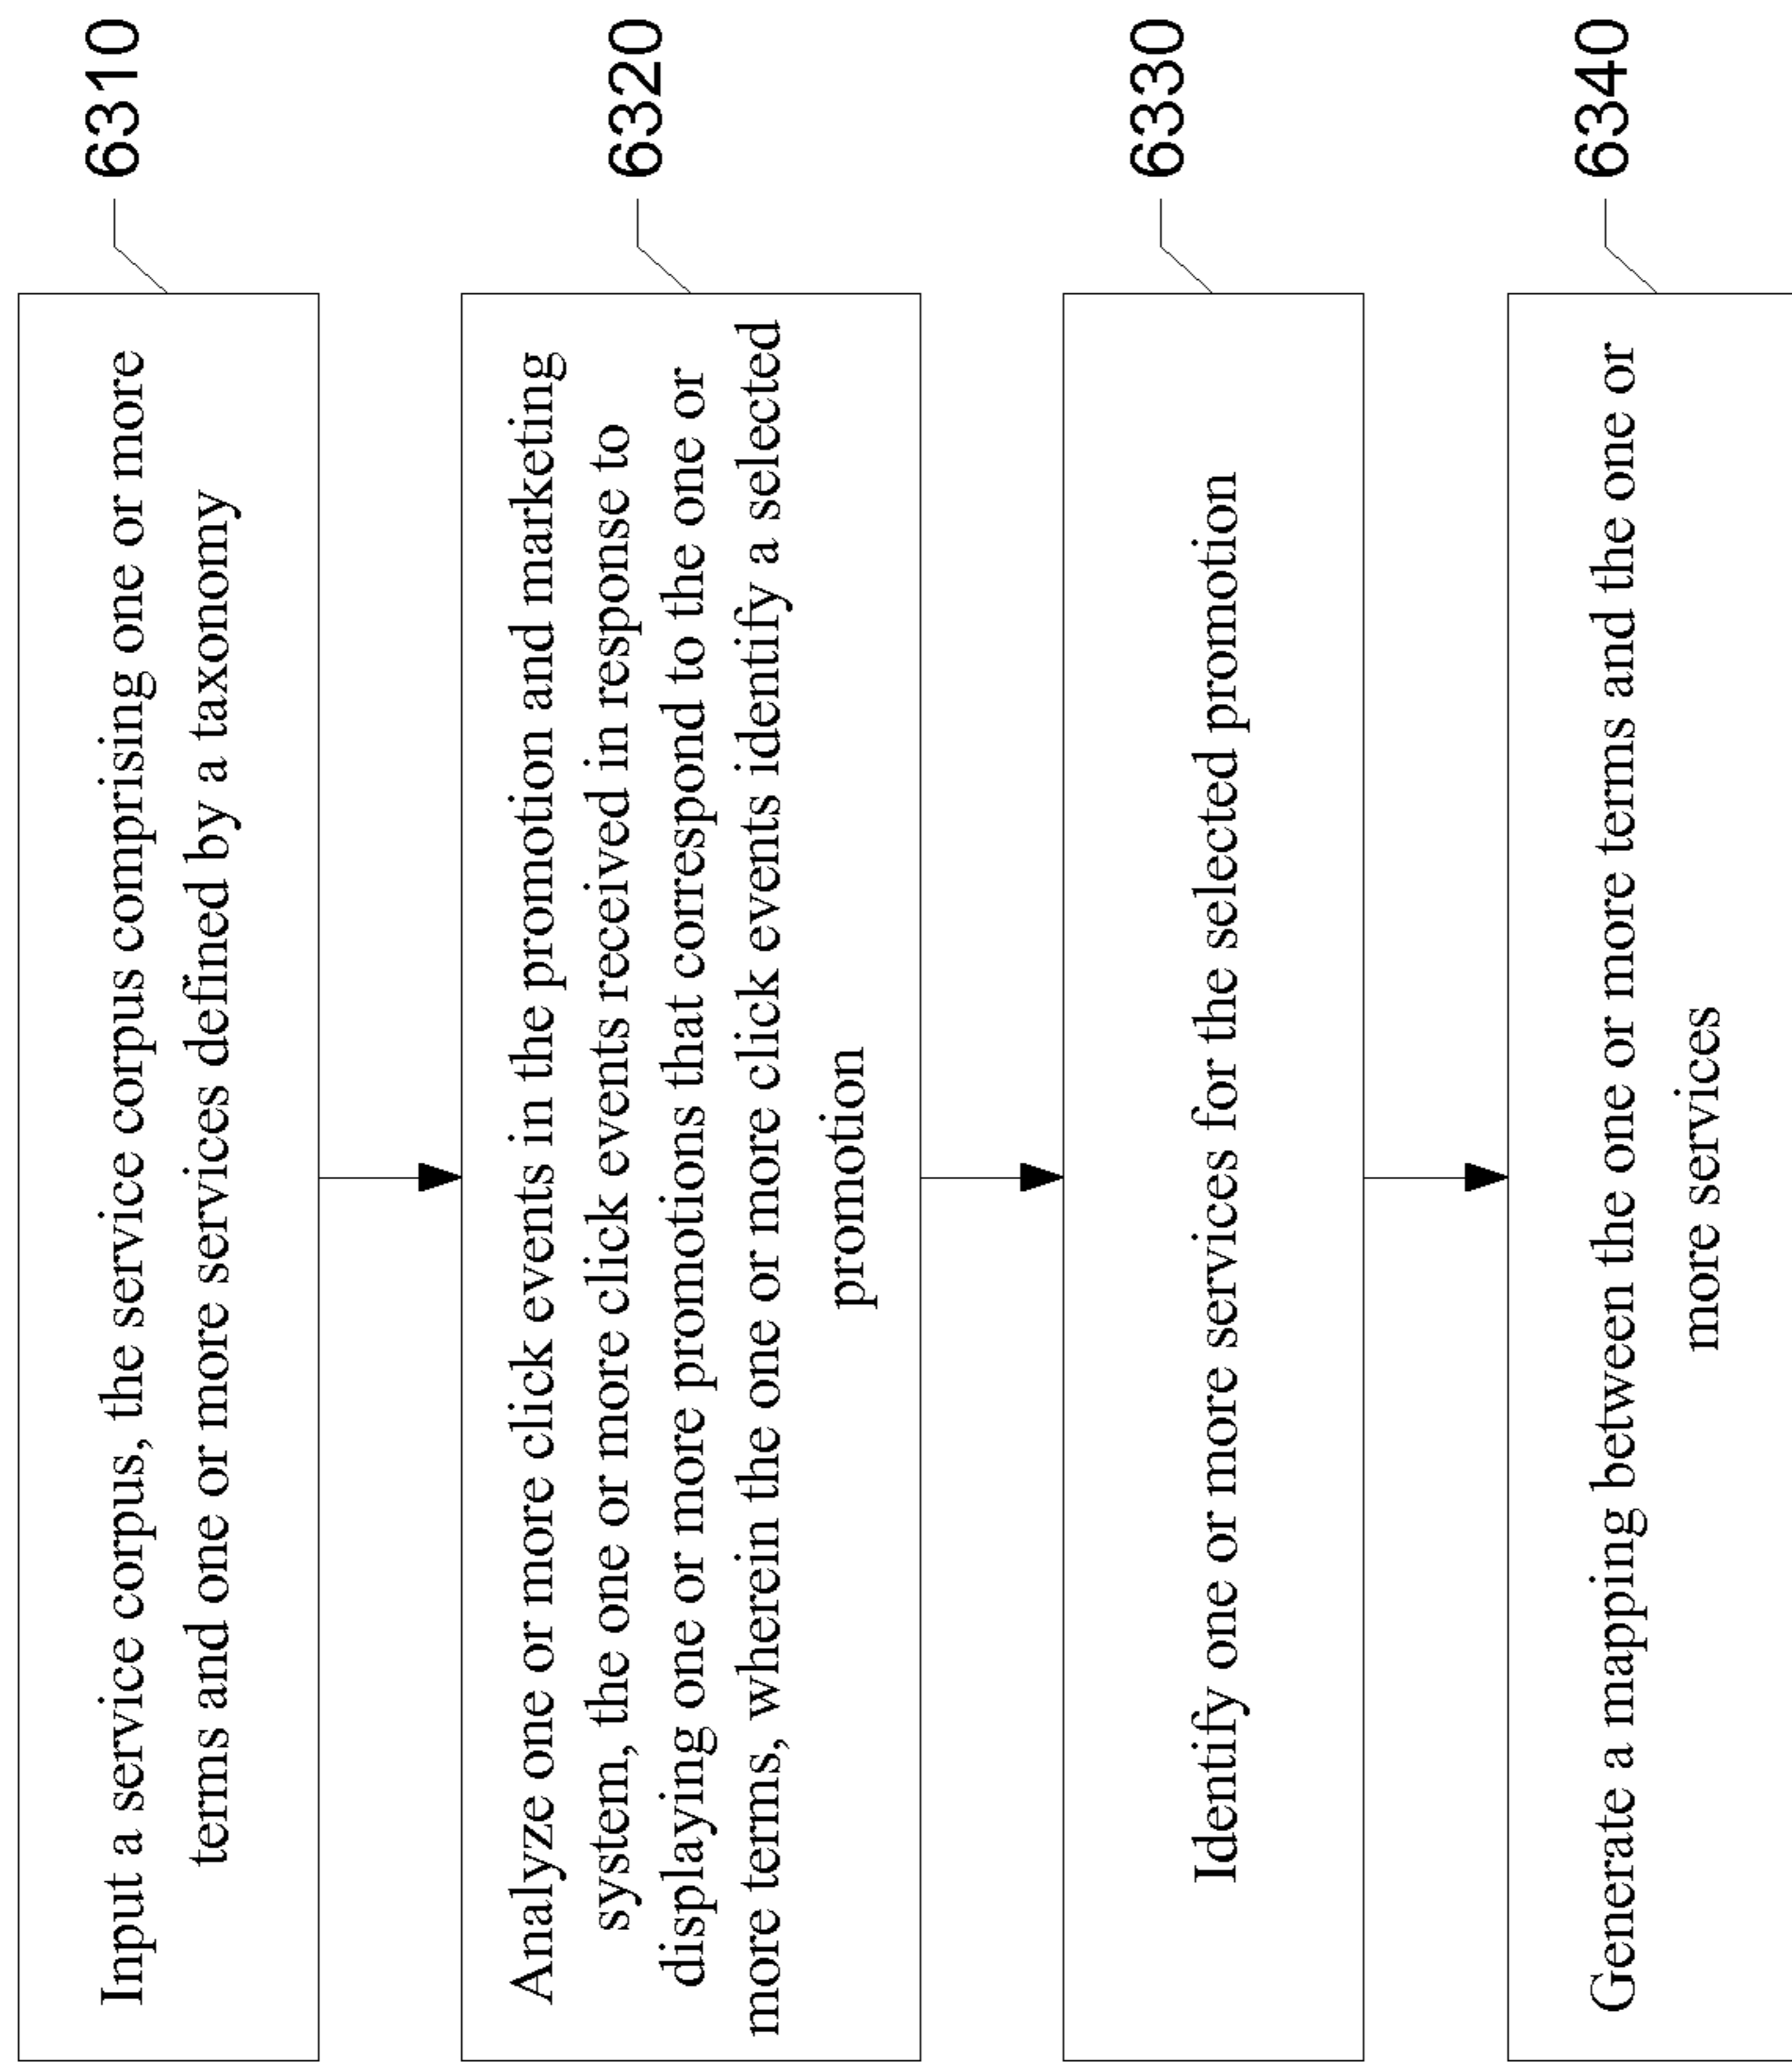 6310
Input a service corpus, the service corpus comprising one or more
terms and one or more services defined by a taxonomy
6320
Analyze one or more click events in the promotion and marketing
system, the one or more click events received in response to
displaying one or more promotions that correspond to the one or
more terms, wherein the one or more click events identify a selected
promotion
6330
Identify one or more services for the selected promotion
6340
Generate a mapping between the one or more terms and the one or
more services